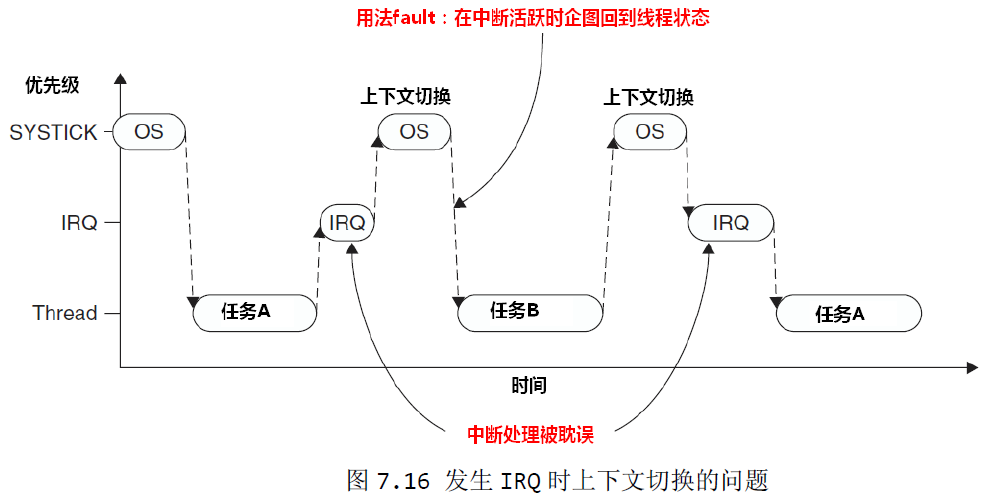 用法fault：在中断活跃时企图回到线程状态
优先级
上下文切换
上下文切换
SYSTICK
OS
OS
OS
IRQ
IRQ
IRQ
Thread
任务A
任务B
任务A
时间
中断处理被耽误
图 7.16 发生 IRQ 时上下文切换的问题